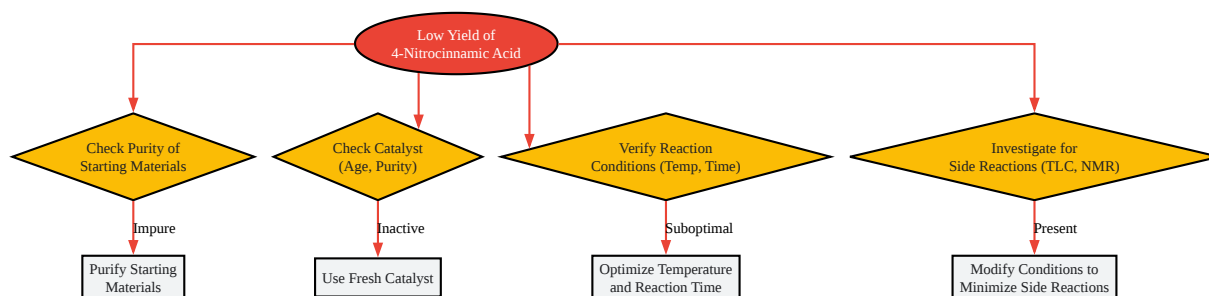 Low Yield of
4-Nitrocinnamic Acid
Check Purity of
Starting Materials
Check Catalyst
(Age, Purity)
Verify Reaction
Conditions (Temp, Time)
Investigate for
Side Reactions (TLC, NMR)
Impure
Inactive
Suboptimal
Present
Purify Starting
Materials
Use Fresh Catalyst
Optimize Temperature
and Reaction Time
Modify Conditions to
Minimize Side Reactions